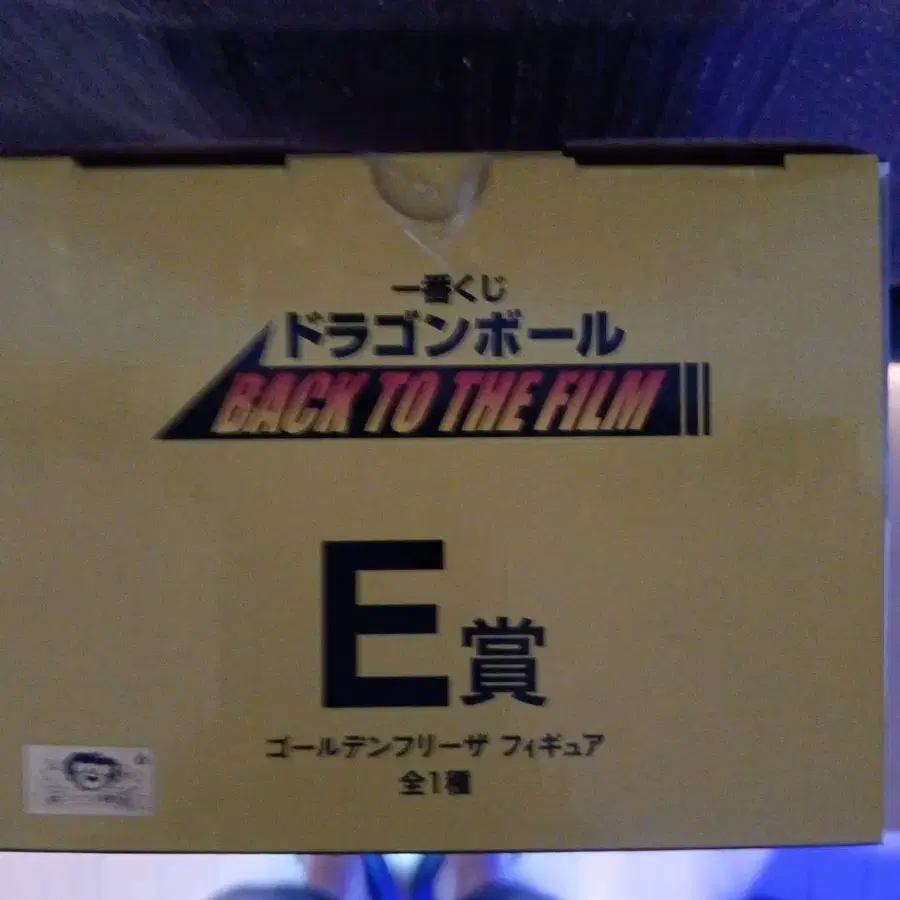 一番くじ
ドラゴンボール
BACK TO THE FILM
E賞
ゴールデンフリーザ フィギュア
全1種